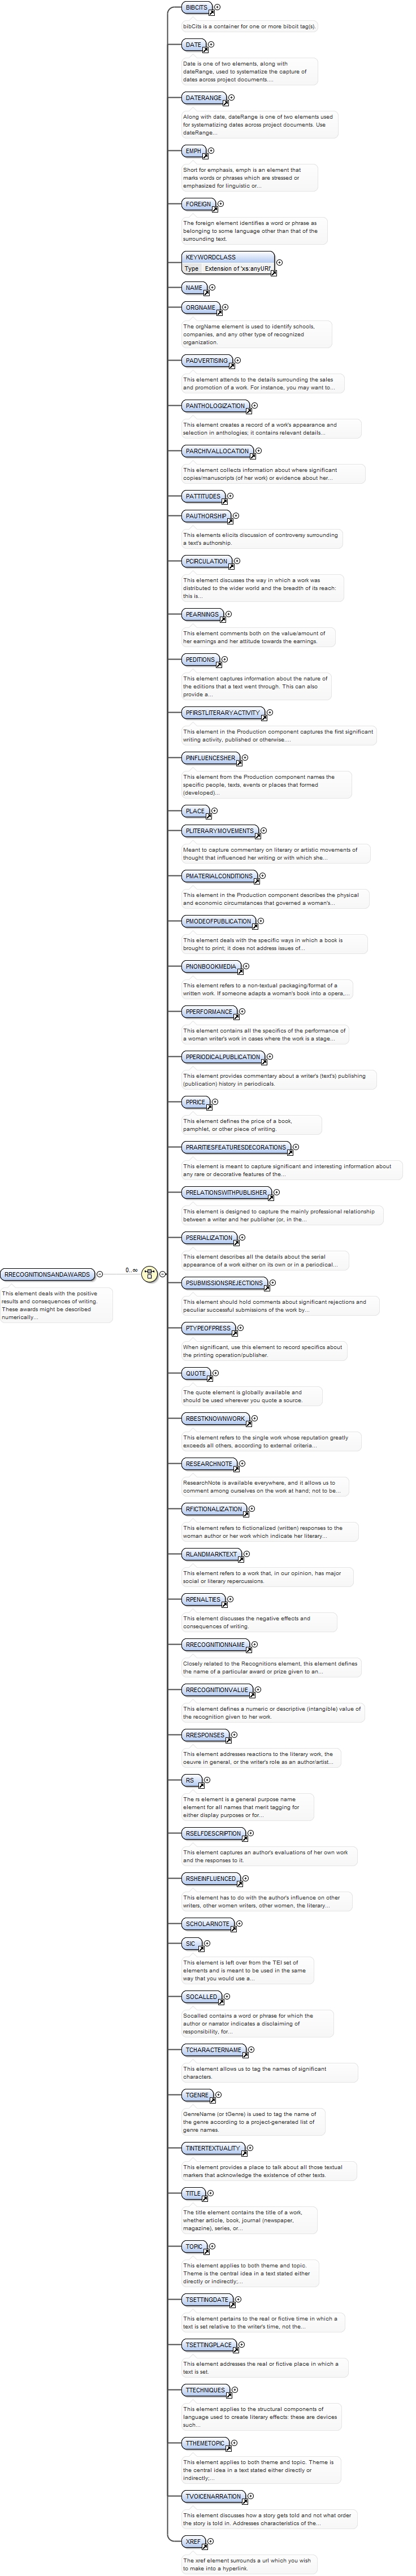 BIBCITS
bibCits is a container for one or more bibcit tag(s).
DATE
Date is one of two elements, along with
dateRange, used to systematize the capture of
dates across project documents....
DATERANGE
Along with date, dateRange is one of two elements used
for systematizing dates across project documents. Use
dateRange...
EMPH
Short for emphasis, emph is an element that
marks words or phrases which are stressed or
emphasized for linguistic or...
FOREIGN
The foreign element identifies a word or phrase as
belonging to some language other than that of the
surrounding text.
KEYWORDCLASS
Type Extension of 'xs:anyURI'
NAME
ORGNAME
The orgName element is used to identify schools,
companies, and any other type of recognized
organization.
PADVERTISING
This element attends to the details surrounding the sales
and promotion of a work. For instance, you may want to...
PANTHOLOGIZATION
This element creates a record of a work's appearance and
selection in anthologies; it contains relevant details...
PARCHIVALLOCATION
This element collects information about where significant
copies/manuscripts (of her work) or evidence about her...
PATTITUDES
PAUTHORSHIP
This elements elicits discussion of controversy surrounding
a text's authorship.
PCIRCULATION
This element discusses the way in which a work was
distributed to the wider world and the breadth of its reach:
this is...
PEARNINGS
This element comments both on the value/amount of
her earnings and her attitude towards the earnings.
PEDITIONS
This element captures information about the nature of
the editions that a text went through. This can also
provide a...
PFIRSTLITERARYACTIVITY
This element in the Production component captures the first significant
writing activity, published or otherwise,...
PINFLUENCESHER
This element from the Production component names the
specific people, texts, events or places that formed
(developed)...
PLACE
PLITERARYMOVEMENTS
Meant to capture commentary on literary or artistic movements of
thought that influenced her writing or with which she...
PMATERIALCONDITIONS
This element in the Production component describes the physical
and economic circumstances that governed a woman's...
PMODEOFPUBLICATION
This element deals with the specific ways in which a book is
brought to print; it does not address issues of...
PNONBOOKMEDIA
This element refers to a non-textual packaging/format of a
written work. If someone adapts a woman's book into a opera,...
PPERFORMANCE
This element contains all the specifics of the performance of
a woman writer's work in cases where the work is a stage...
PPERIODICALPUBLICATION
This element provides commentary about a writer's (text's) publishing
(publication) history in periodicals.
PPRICE
This element defines the price of a book,
pamphlet, or other piece of writing.
PRARITIESFEATURESDECORATIONS
This element is meant to capture significant and interesting information about
any rare or decorative features of the...
PRELATIONSWITHPUBLISHER
This element is designed to capture the mainly professional relationship
between a writer and her publisher (or, in the...
PSERIALIZATION
This element describes all the details about the serial
appearance of a work either on its own or in a periodical...
RRECOGNITIONSANDAWARDS
0..∞
This element deals with the positive
results and consequences of writing.
These awards might be described
numerically...
PSUBMISSIONSREJECTIONS
This element should hold comments about significant rejections and
peculiar successful submissions of the work by...
PTYPEOFPRESS
When significant, use this element to record specifics about
the printing operation/publisher.
QUOTE
The quote element is globally available and
should be used wherever you quote a source.
RBESTKNOWNWORK
This element refers to the single work whose reputation greatly
exceeds all others, according to external criteria...
RESEARCHNOTE
ResearchNote is available everywhere, and it allows us to
comment among ourselves on the work at hand; not to be...
RFICTIONALIZATION
This element refers to fictionalized (written) responses to the
woman author or her work which indicate her literary...
RLANDMARKTEXT
This element refers to a work that, in our opinion, has major
social or literary repercussions.
RPENALTIES
This element discusses the negative effects and
consequences of writing.
RRECOGNITIONNAME
Closely related to the Recognitions element, this element defines
the name of a particular award or prize given to an...
RRECOGNITIONVALUE
This element defines a numeric or descriptive (intangible) value of
the recognition given to her work
RRESPONSES
This element addresses reactions to the literary work, the
oeuvre in general, or the writer's role as an author/artist...
RS
The rs element is a general purpose name
element for all names that merit tagging for
either display purposes or for...
RSELFDESCRIPTION
This element captures an author's evaluations of her own work
and the responses to it.
RSHEINFLUENCED
This element has to do with the author's influence on other
writers, other women writers, other women, the literary...
SCHOLARNOTE
SIC
This element is left over from the TEI set of
elements and is meant to be used in the same
way that you would use a...
SOCALLED
Socalled contains a word or phrase for which the
author or narrator indicates a disclaiming of
responsibility, for...
TCHARACTERNAME
This element allows us to tag the names of significant
characters.
TGENRE
GenreName (or tGenre) is used to tag the name of
the genre according to a project-generated list of
genre names.
TINTERTEXTUALITY
This element provides a place to talk about all those textual
markers that acknowledge the existence of other texts.
TITLE
The title element contains the title of a work,
whether article, book, journal (newspaper,
magazine), series, or...
TOPIC
This element applies to both theme and topic.
Theme is the central idea in a text stated either
directly or indirectly;...
TSETTINGDATE
This element pertains to the real or fictive time in which a
text is set relative to the writer's time, not the...
TSETTINGPLACE
This element addresses the real or fictive place in which a
text is set.
TTECHNIQUES
This element applies to the structural components of
language used to create literary effects: these are devices
such...
TTHEMETOPIC
This element applies to both theme and topic. Theme is
the central idea in a text stated either directly or
indirectly;...
TVOICENARRATION
This element discusses how a story gets told and not what order
the story is told in. Addresses characteristics of the...
XREF
The xref element surrounds a url which you wish
to make into a hyperlink.